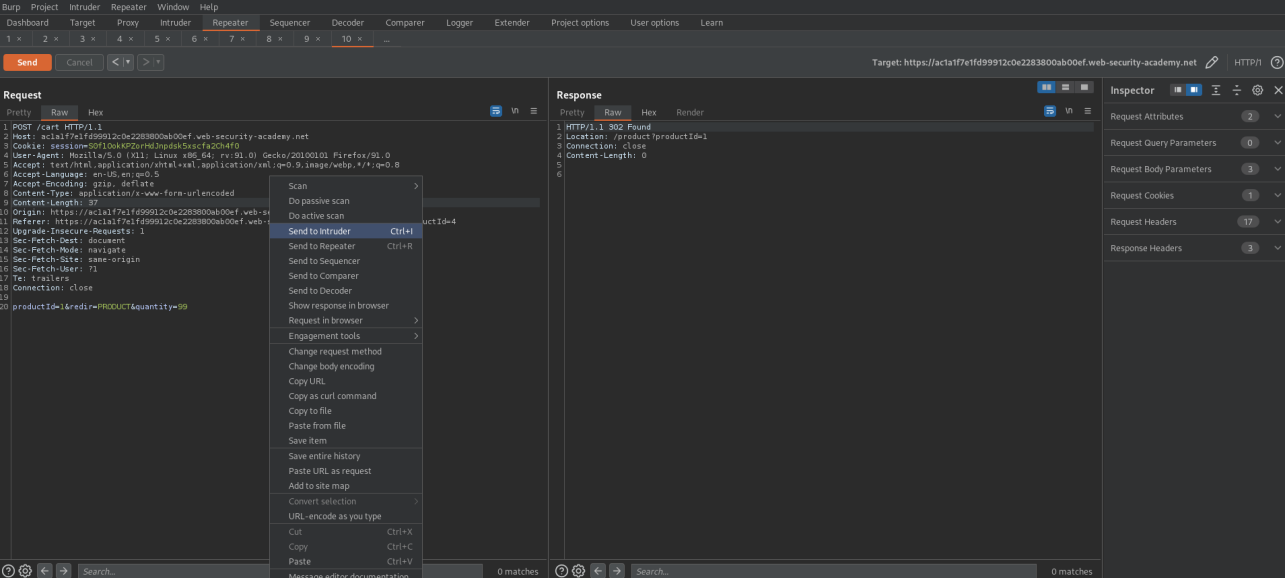 Burp Project Intruder Repeater Window Help
Dashboard Target Proxy Intruder Repeater Sequencer Decoder Comparer Logger Extender Project options User options Learn
1 × 2 × 3 × 4 × 5 × 6 × 7 × 8 × 9 × 10 × ...
Send Cancel < > Target: https://ac1a1f7e1fd99912c0e2283800ab00ef.web-security-academy.net HTTP/1
Request
Pretty Raw Hex \n
1 POST /cart HTTP/1.1
2 Host: ac1a1f7e1fd99912c0e2283800ab00ef.web-security-academy.net
3 Cookie: session=S0f1OokKPZorHdJnpdsk5xscfa2Ch4f0
4 User-Agent: Mozilla/5.0 (X11; Linux x86_64; rv:91.0) Gecko/20100101 Firefox/91.0
5 Accept: text/html,application/xhtml+xml,application/xml;q=0.9,image/webp,*/*;q=0.8
6 Accept-Language: en-US,en;q=0.5
7 Accept-Encoding: gzip, deflate
8 Content-Type: application/x-www-form-urlencoded
9 Content-Length: 37
10 Origin: https://ac1a1f7e1fd99912c0e2283800ab00ef.web-s
11 Referer: https://ac1a1f7e1fd99912c0e2283800ab00ef.web- uctId=4
12 Upgrade-Insecure-Requests: 1
13 Sec-Fetch-Dest: document
14 Sec-Fetch-Mode: navigate
15 Sec-Fetch-Site: same-origin
16 Sec-Fetch-User: ?1
17 Te: trailers
18 Connection: close
19
20 productId=1&redir=PRODUCT&quantity=99
Scan
Do passive scan
Do active scan
Send to Intruder Ctrl+I
Send to Repeater Ctrl+R
Send to Sequencer
Send to Comparer
Send to Decoder
Show response in browser
Request in browser
Engagement tools
Change request method
Change body encoding
Copy URL
Copy as curl command
Copy to file
Paste from file
Save item
Save entire history
Paste URL as request
Add to site map
Convert selection
URL-encode as you type
Cut Ctrl+X
Copy Ctrl+C
Paste Ctrl+V
Message editor documentation
Search... 0 matches
Response
Pretty Raw Hex Render \n
1 HTTP/1.1 302 Found
2 Location: /product?productId=1
3 Connection: close
4 Content-Length: 0
5
6
Search... 0 matches
Inspector
Request Attributes 2
Request Query Parameters 0
Request Body Parameters 3
Request Cookies 1
Request Headers 17
Response Headers 3